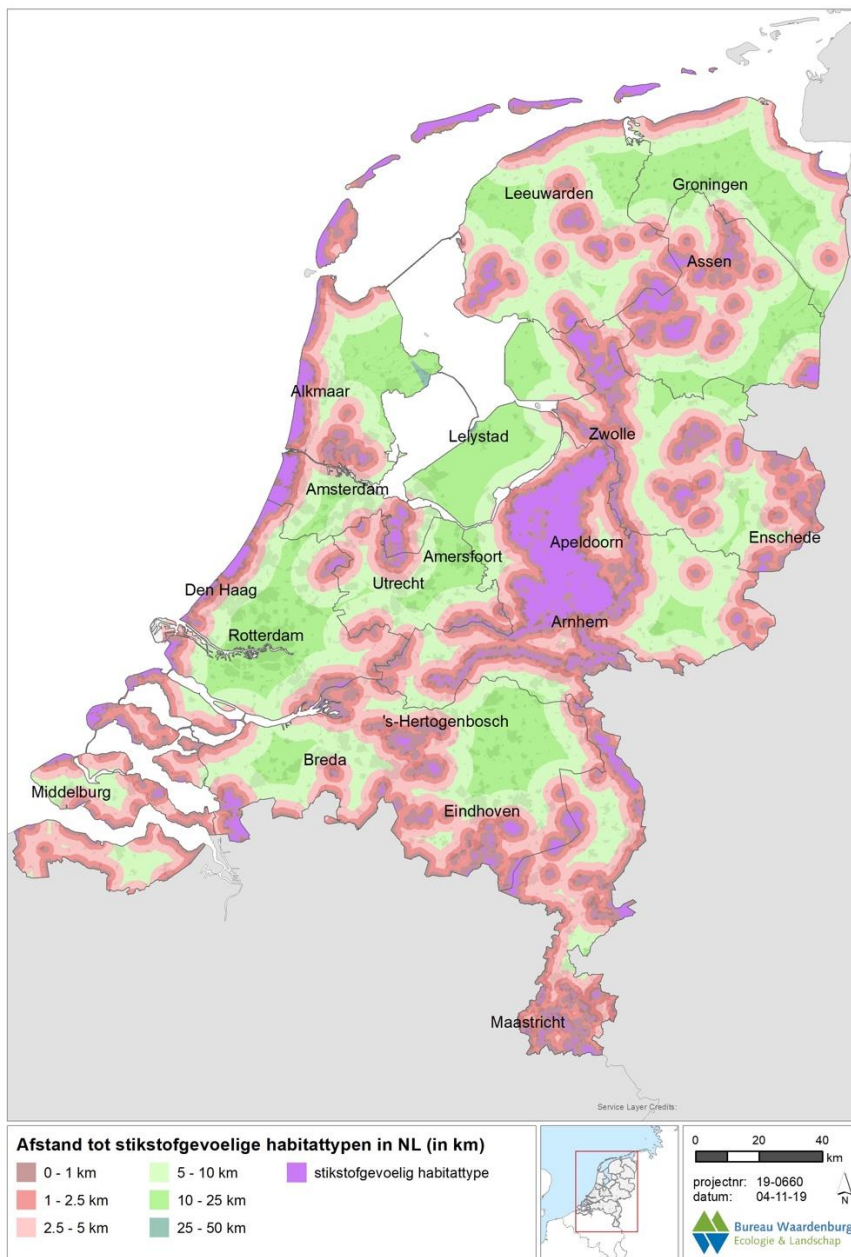 Leeuwarden
Groningen
Assen
Alkmaar
Lelystad
Zwolle
Amsterdam
Enschede
Apeldoorn
Amersfoort
Utrecht
Den Haag
Arnhem
Rotterdam
's-Hertogenbosch
Breda
Middelburg
Eindhoven
Maastricht
Service Layer Credits:
Afstand tot stikstofgevoelige habitattypen in NL (in km)
0 - 1 km
1 - 2.5 km
2.5 - 5 km
5 - 10 km
10 - 25 km
25 - 50 km
stikstofgevoelig habitattype
0 20 40
km
projectnr: 19-0660
datum: 04-11-19
N
Bureau Waardenburg
Ecologie & Landschap